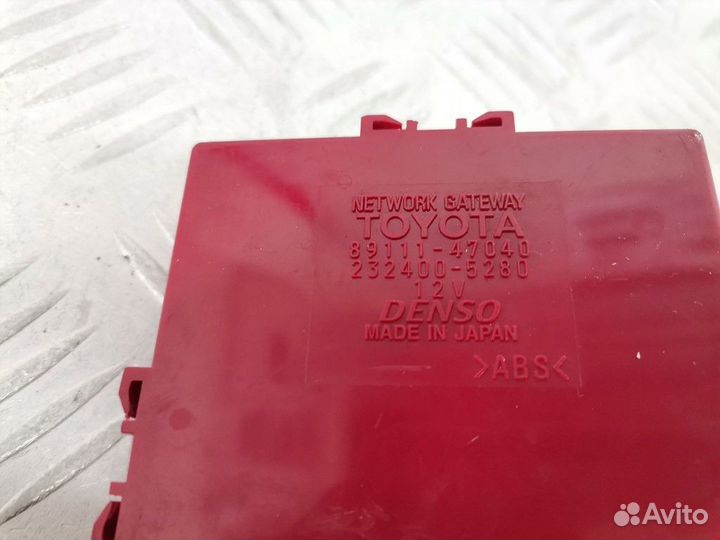 NETWORK GATEWAY
TOYOTA
89111-47040
232400-5280
12V
DENSO
MADE IN JAPAN
>ABS<
Avito